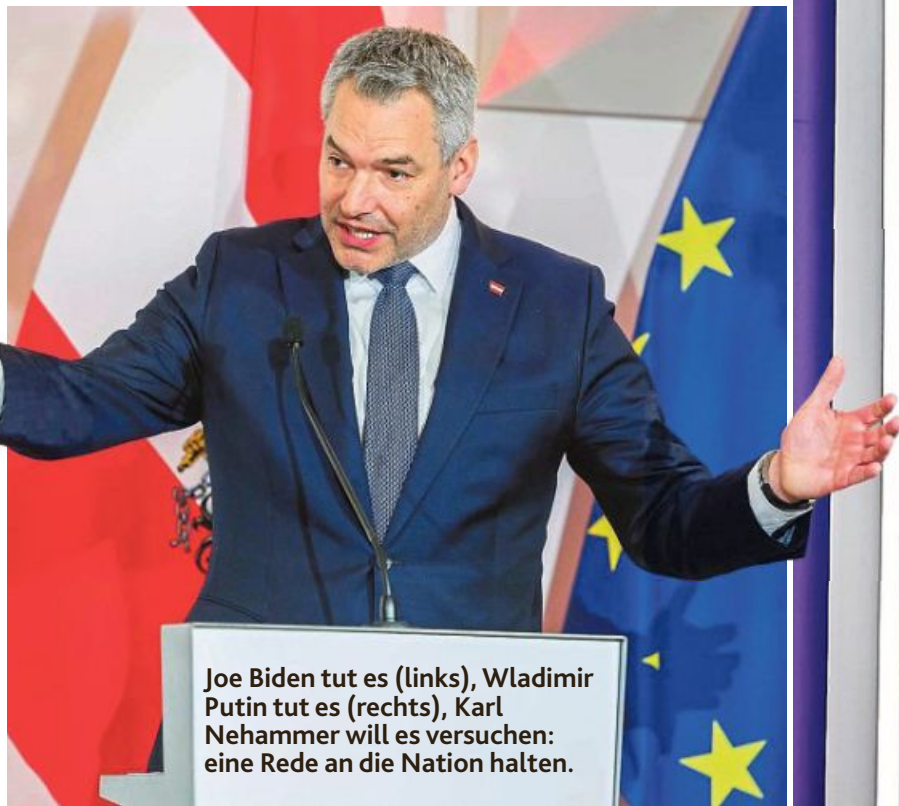 Joe Biden tut es (links), Wladimir
Putin tut es (rechts), Karl
Nehammer will es versuchen:
eine Rede an die Nation halten.